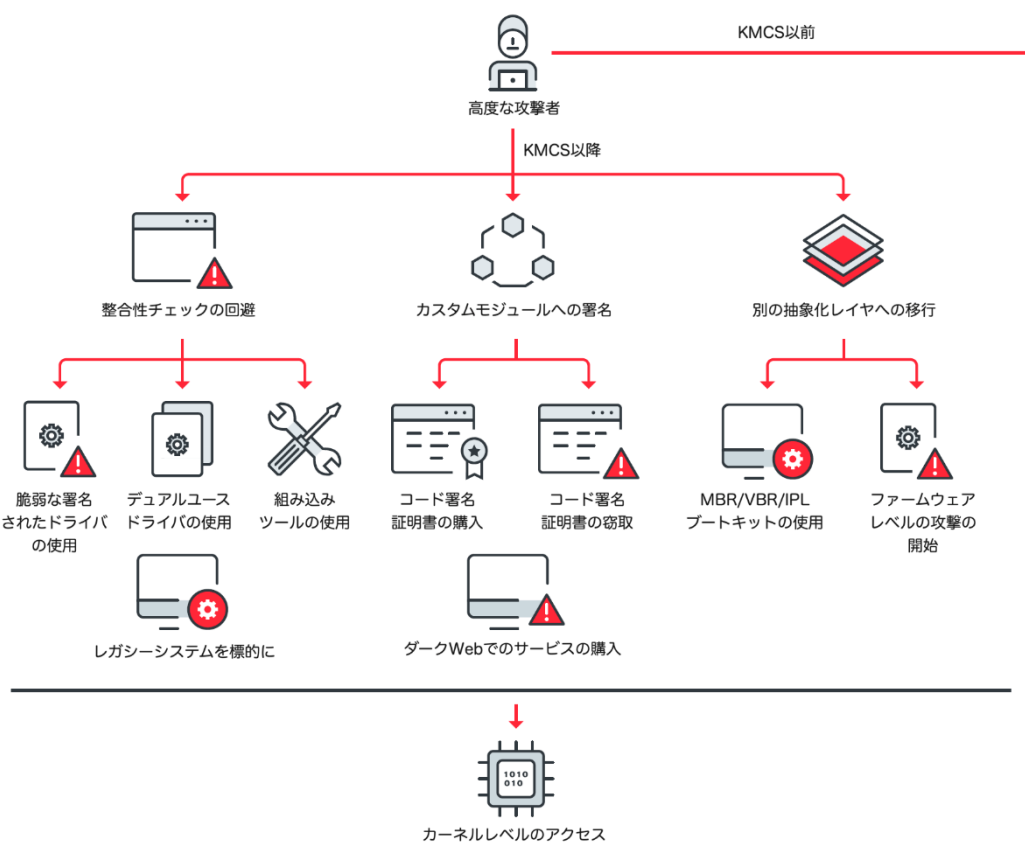 KMCS以前
高度な攻撃者
KMCS以降
整合性チェックの回避
カスタムモジュールへの署名
別の抽象化レイヤへの移行
脆弱な署名
されたドライバ
の使用
デュアルユース
ドライバの使用
組み込み
ツールの使用
コード署名
証明書の購入
コード署名
証明書の窃取
MBR/VBR/IPL
ブートキットの使用
ファームウェア
レベルの攻撃の
開始
レガシーシステムを標的に
ダークWebでのサービスの購入
1010
010
カーネルレベルのアクセス